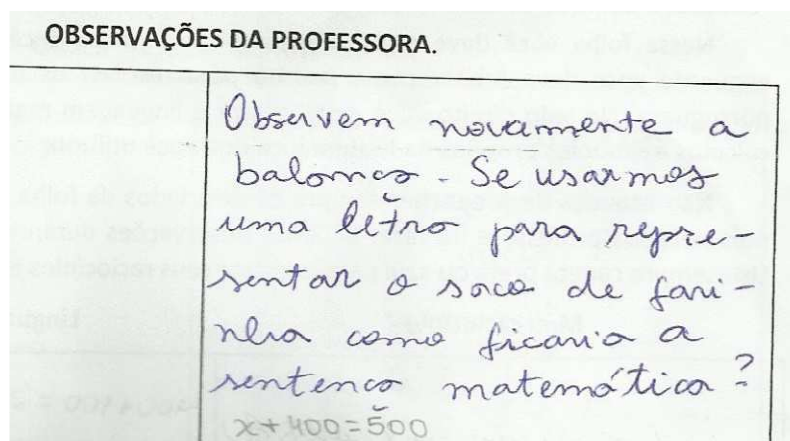 OBSERVAÇÕES DA PROFESSORA.
Observem novamente a
balança. Se usarmos
uma letra para repre-
sentar o saco de fari-
nha como ficaria a
sentença matemática?
x + 400 = 500